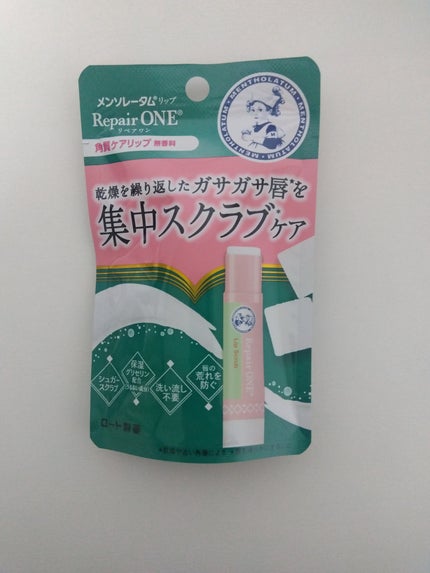 メンソレータム®リップ
Repair ONE®
リペアワン
角質ケアリップ 無香料
MENTHOLATUM・MENTHOLATUM・MENTHOLATUM・
乾燥を繰り返したガサガサ唇*を
集中スクラブケア
シュガー
スクラブ
保湿
グリセリン
配合
洗い流し
不要
唇の
荒れを
防ぐ
Repair ONE®
Lip Scrub
ロート製薬